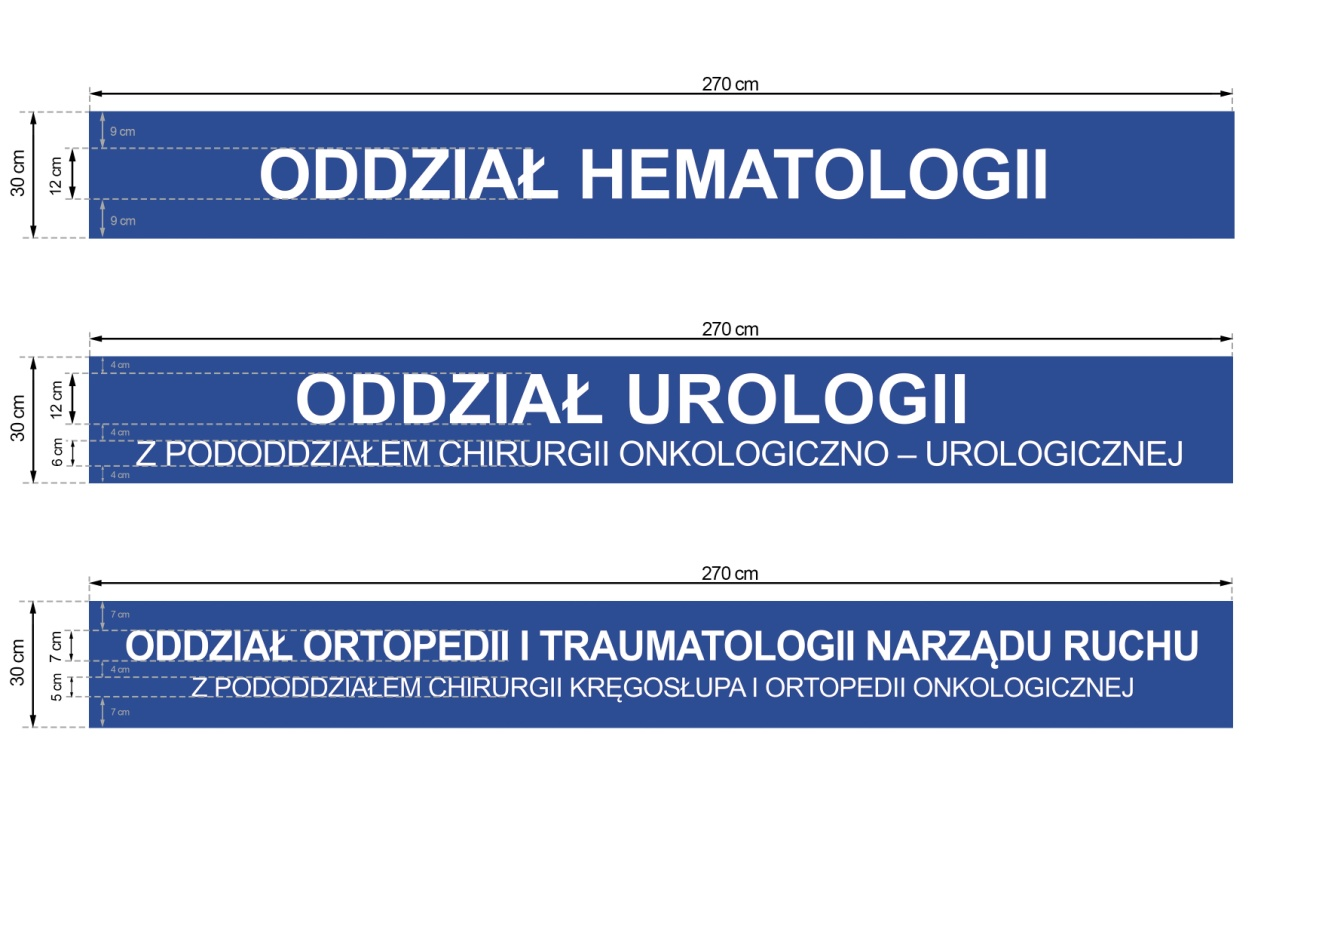 270 cm
30 cm
9 cm
12 cm
ODDZIAŁ HEMATOLOGII
9 cm
270 cm
30 cm
4 cm
12 cm
ODDZIAŁ UROLOGII
4 cm
6 cm
Z PODODDZIAŁEM CHIRURGII ONKOLOGICZNO – UROLOGICZNEJ
4 cm
270 cm
30 cm
7 cm
7 cm
ODDZIAŁ ORTOPEDII I TRAUMATOLOGII NARZĄDU RUCHU
4 cm
5 cm
Z PODODDZIAŁEM CHIRURGII KRĘGOSŁUPA I ORTOPEDII ONKOLOGICZNEJ
7 cm